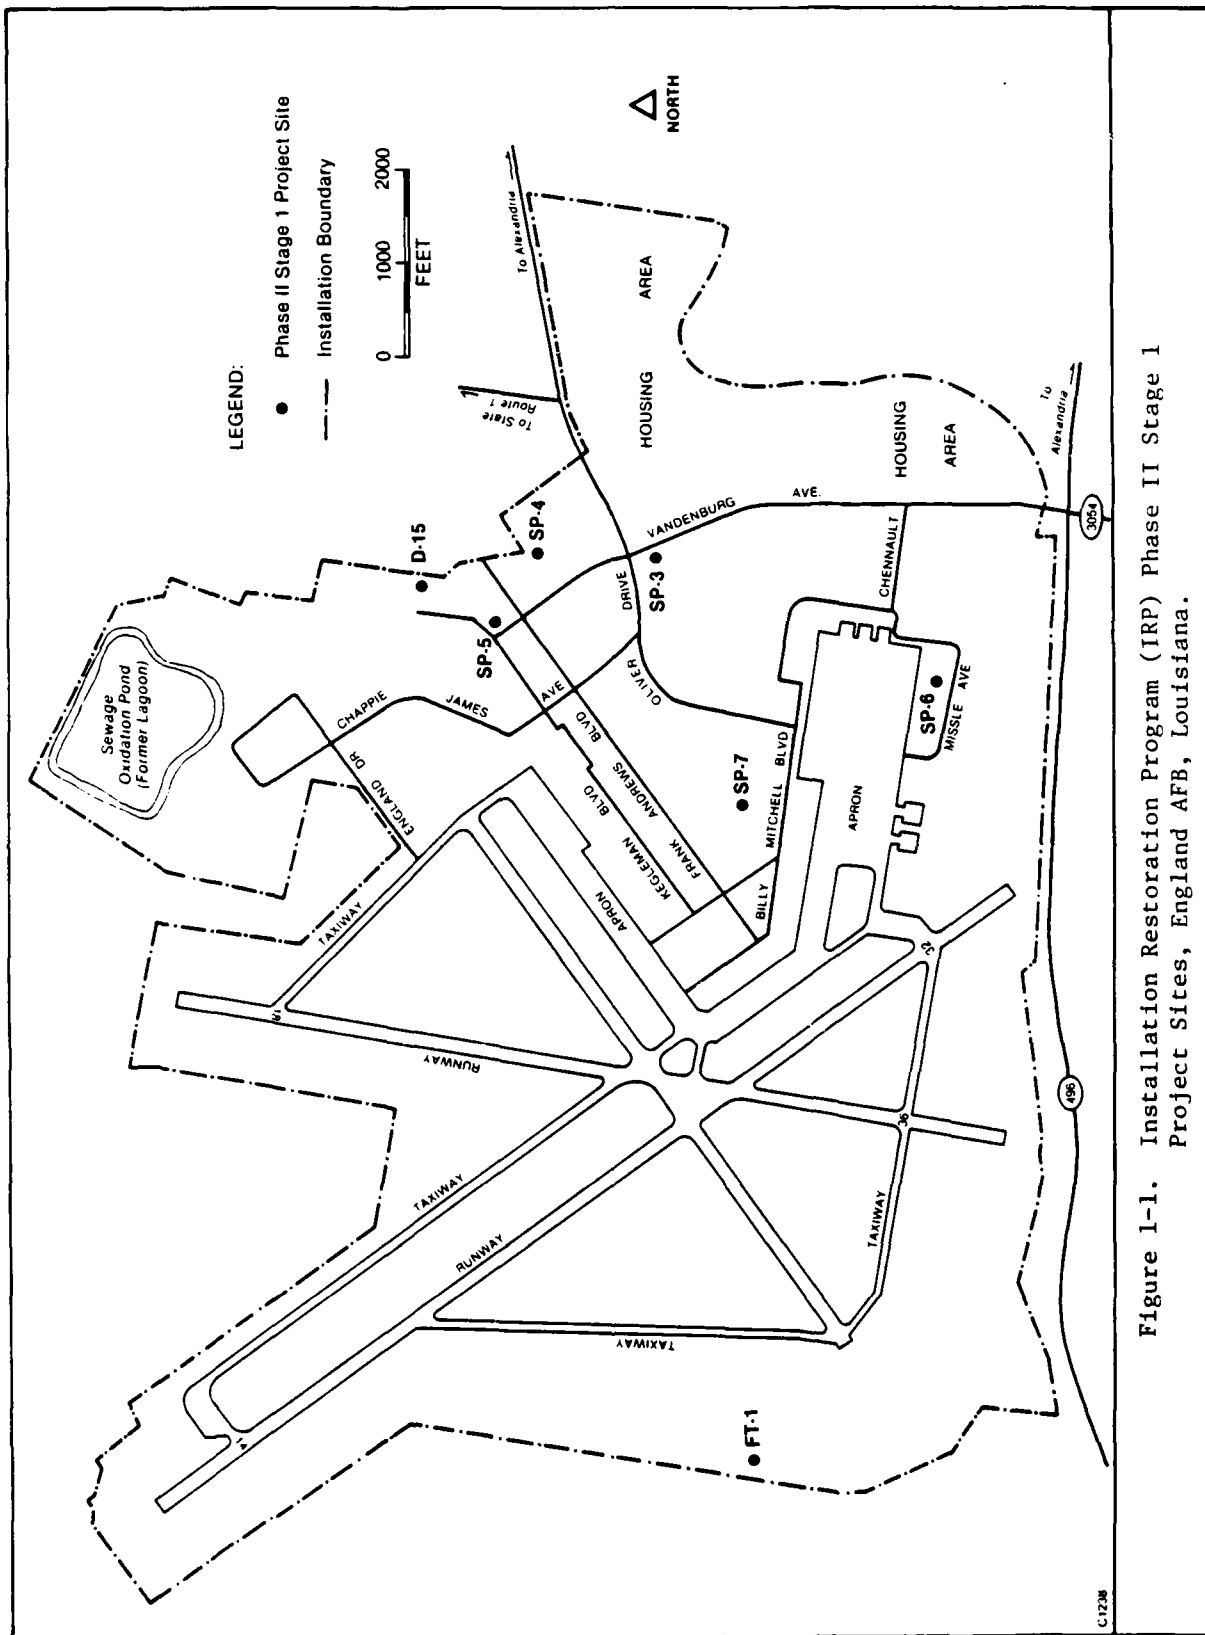 LEGEND:
Phase II Stage 1 Project Site
Installation Boundary
0 1000 2000
FEET
NORTH
Sewage
Oxidation Pond
(Former Lagoon)
D-15
SP-4
SP-5
SP-3
SP-7
SP-6
FT-1
To State
Route 1
To Alexandria
HOUSING AREA
HOUSING
AREA
To
Alexandria
CHAPPIE JAMES AVE
ENGLAND DR
VANDENBURG AVE.
OLIVER DRIVE
KEGLEMAN BLVD
FRANK ANDREWS BLVD
BILLY MITCHELL BLVD
CHENNAULT
MISSLE AVE
APRON
APRON
TAXIWAY
RUNWAY
18
TAXIWAY
RUNWAY
14
TAXIWAY
TAXIWAY
36
32
3054
496
C1238
Figure 1-1. Installation Restoration Program (IRP) Phase II Stage 1
Project Sites, England AFB, Louisiana.